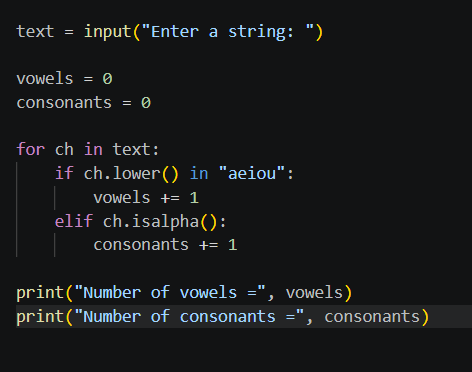 text = input("Enter a string: ")
vowels = 0
consonants = 0
for ch in text:
    if ch.lower() in "aeiou":
        vowels += 1
    elif ch.isalpha():
        consonants += 1
print("Number of vowels =", vowels)
print("Number of consonants =", consonants)